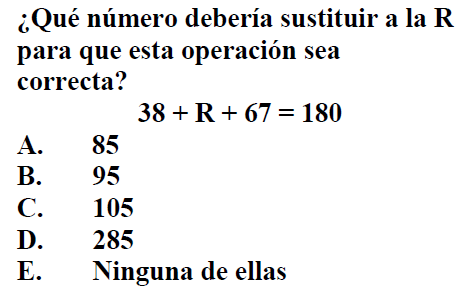 ¿Qué número debería sustituir a la R
para que esta operación sea
correcta?
38 + R + 67 = 180
A. 85
B. 95
C. 105
D. 285
E. Ninguna de ellas